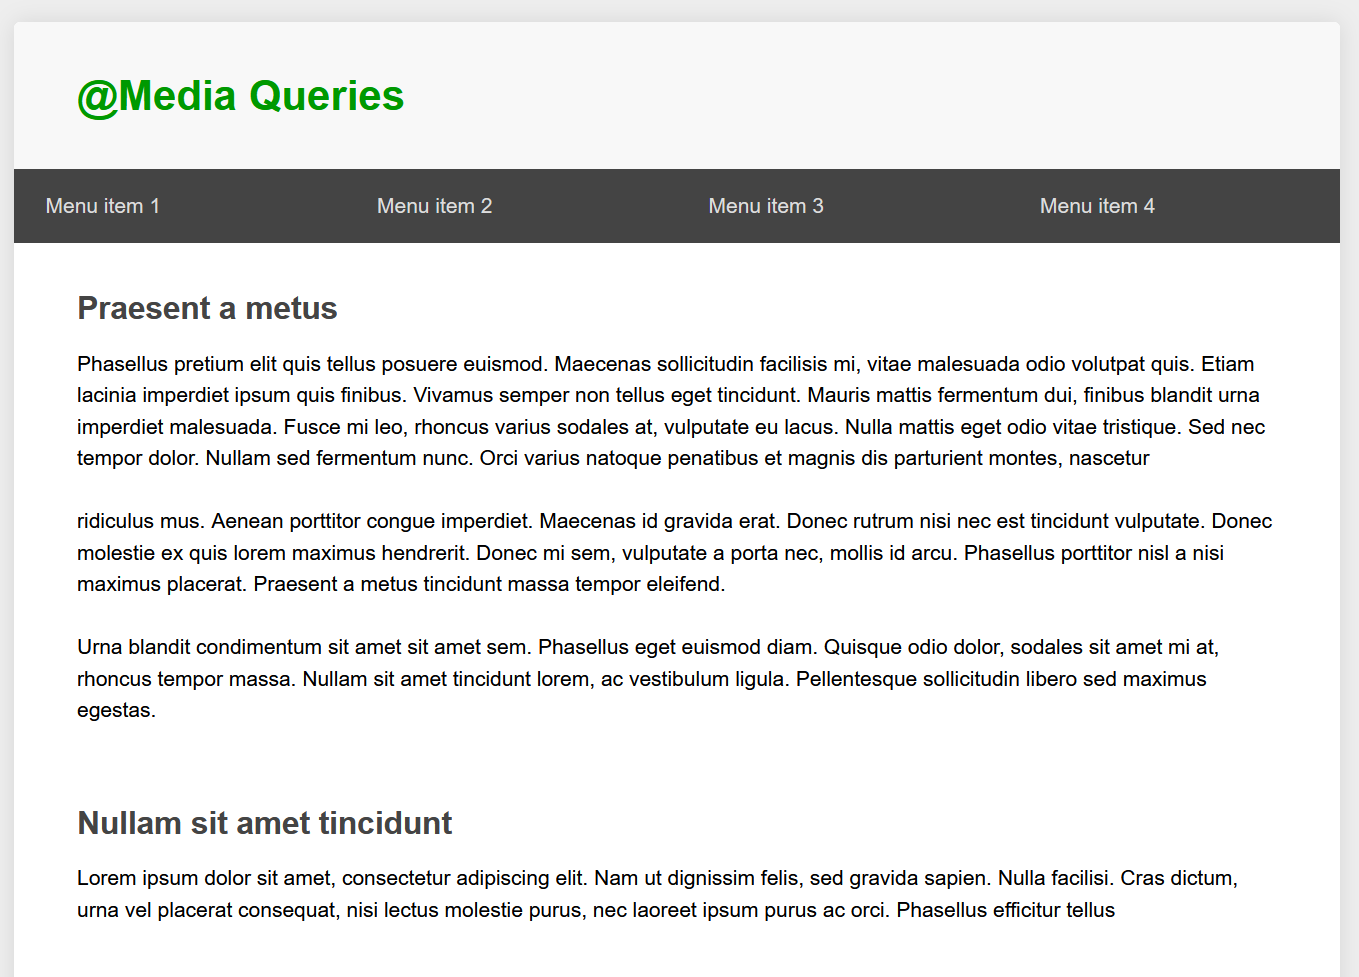 @Media Queries
Menu item 1
Menu item 2
Menu item 3
Menu item 4
Praesent a metus
Phasellus pretium elit quis tellus posuere euismod. Maecenas sollicitudin facilisis mi, vitae malesuada odio volutpat quis. Etiam
lacinia imperdiet ipsum quis finibus. Vivamus semper non tellus eget tincidunt. Mauris mattis fermentum dui, finibus blandit urna
imperdiet malesuada. Fusce mi leo, rhoncus varius sodales at, vulputate eu lacus. Nulla mattis eget odio vitae tristique. Sed nec
tempor dolor. Nullam sed fermentum nunc. Orci varius natoque penatibus et magnis dis parturient montes, nascetur
ridiculus mus. Aenean porttitor congue imperdiet. Maecenas id gravida erat. Donec rutrum nisi nec est tincidunt vulputate. Donec
molestie ex quis lorem maximus hendrerit. Donec mi sem, vulputate a porta nec, mollis id arcu. Phasellus porttitor nisl a nisi
maximus placerat. Praesent a metus tincidunt massa tempor eleifend.
Urna blandit condimentum sit amet sit amet sem. Phasellus eget euismod diam. Quisque odio dolor, sodales sit amet mi at,
rhoncus tempor massa. Nullam sit amet tincidunt lorem, ac vestibulum ligula. Pellentesque sollicitudin libero sed maximus
egestas.
Nullam sit amet tincidunt
Lorem ipsum dolor sit amet, consectetur adipiscing elit. Nam ut dignissim felis, sed gravida sapien. Nulla facilisi. Cras dictum,
urna vel placerat consequat, nisi lectus molestie purus, nec laoreet ipsum purus ac orci. Phasellus efficitur tellus